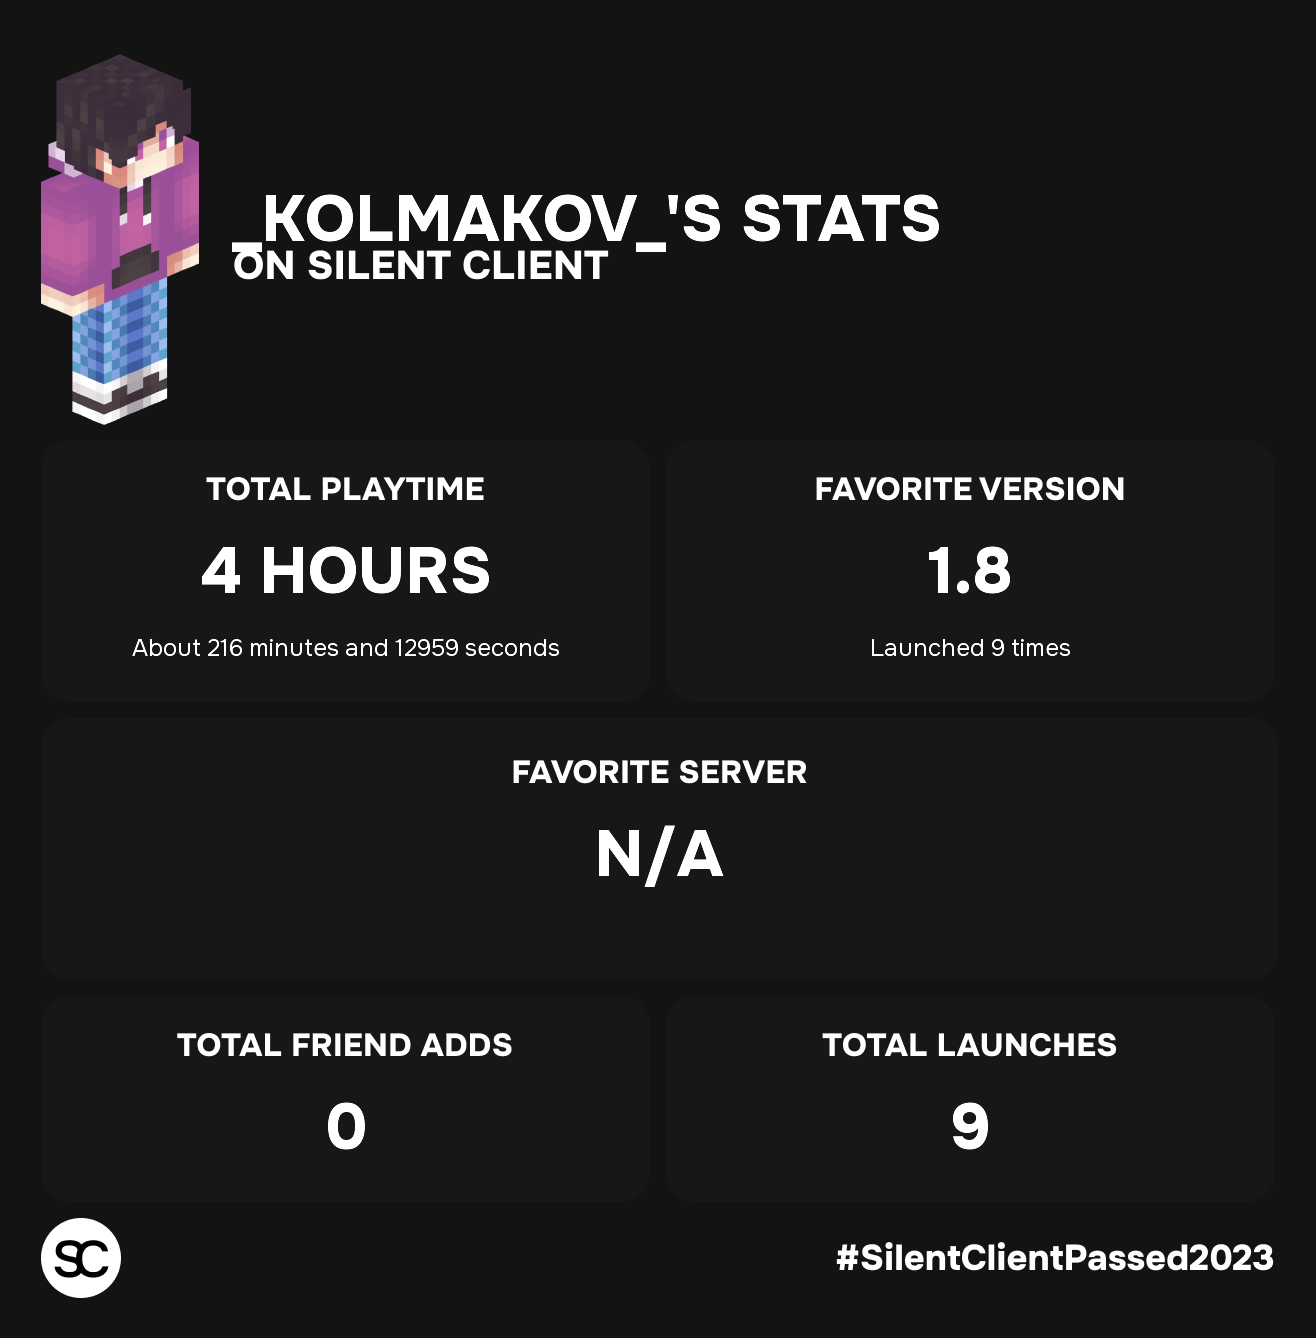 _KOLMAKOV_'S STATS
ON SILENT CLIENT
TOTAL PLAYTIME
4 HOURS
About 216 minutes and 12959 seconds
FAVORITE VERSION
1.8
Launched 9 times
FAVORITE SERVER
N/A
TOTAL FRIEND ADDS
0
TOTAL LAUNCHES
9
SC
#SilentClientPassed2023